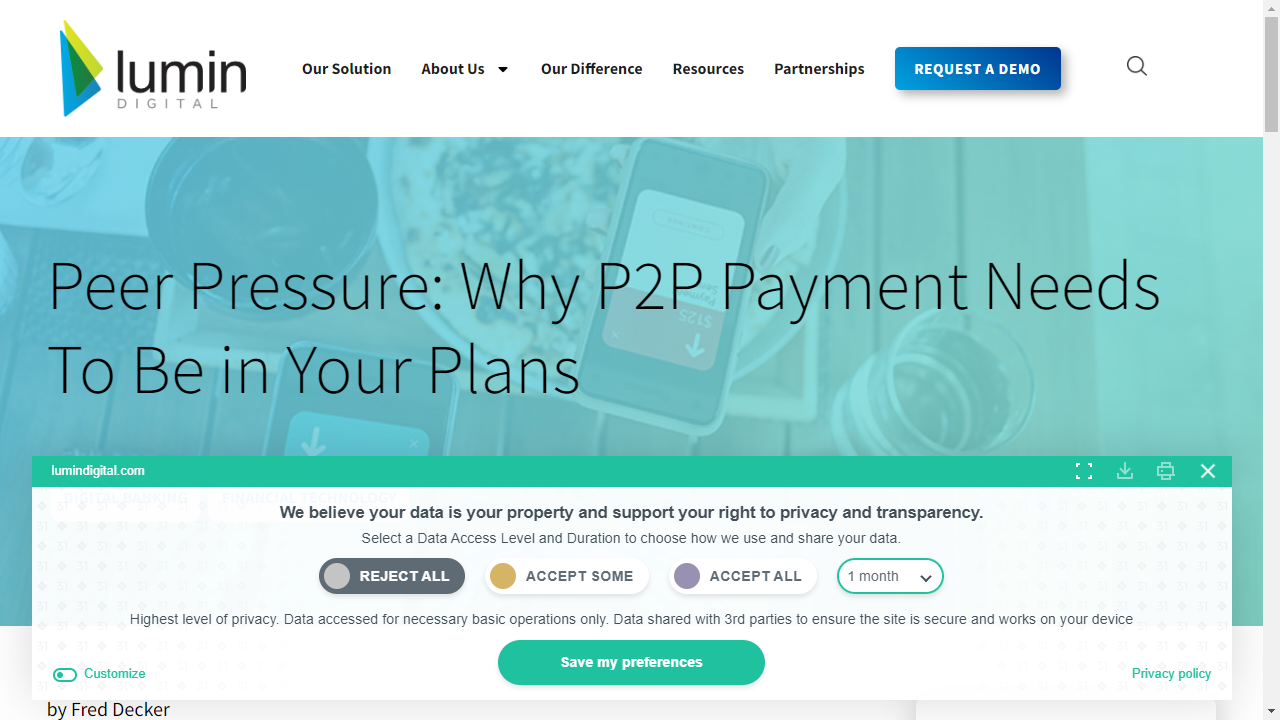 lumin
DIGITAL
Our Solution
About Us
Our Difference
Resources
Partnerships
REQUEST A DEMO
Peer Pressure: Why P2P Payment Needs
To Be in Your Plans
$125
lumindigital.com
DIGITAL BANKING
FINANCIAL TECHNOLOGY
We believe your data is your property and support your right to privacy and transparency.
Select a Data Access Level and Duration to choose how we use and share your data.
REJECT ALL
ACCEPT SOME
ACCEPT ALL
1 month
Highest level of privacy. Data accessed for necessary basic operations only. Data shared with 3rd parties to ensure the site is secure and works on your device
Save my preferences
Customize
Privacy policy
by Fred Decker